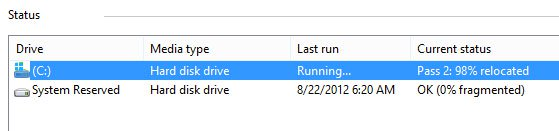 Status
Drive Media type Last run Current status
(C:) Hard disk drive Running... Pass 2: 98% relocated
System Reserved Hard disk drive 8/22/2012 6:20 AM OK (0% fragmented)